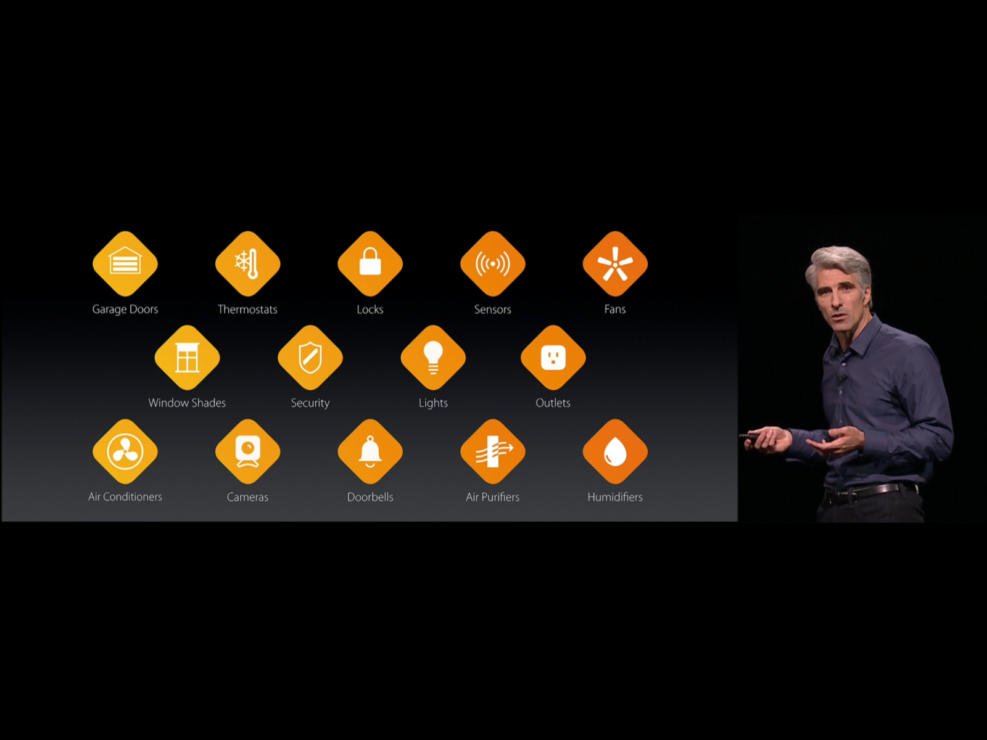 Garage Doors
Thermostats
Locks
Sensors
Fans
Window Shades
Security
Lights
Outlets
Air Conditioners
Cameras
Doorbells
Air Purifiers
Humidifiers